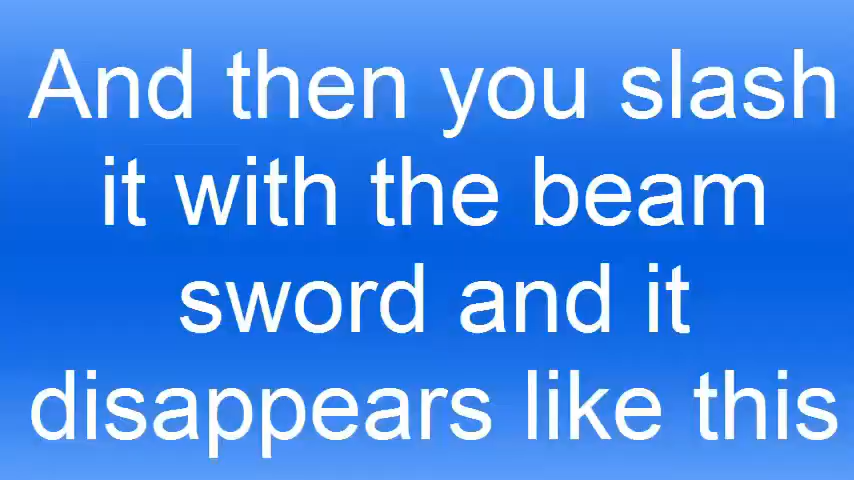 And then you slash
it with the beam
sword and it
disappears like this